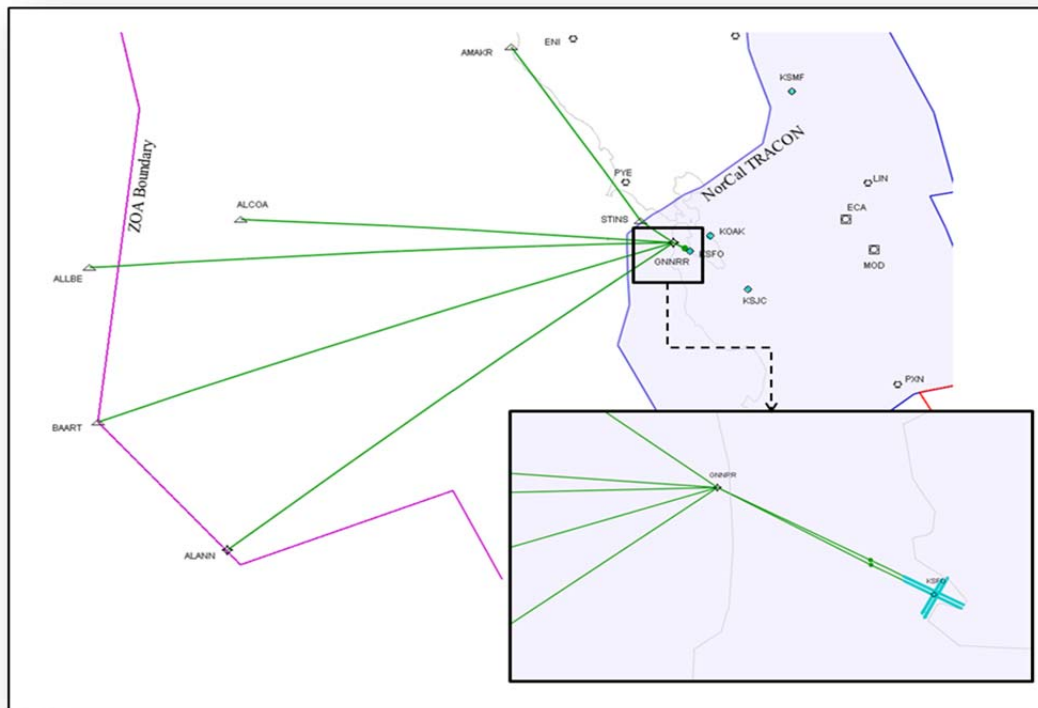 AMAKR
ENI
KSMF
ZOA Boundary
NorCal TRACON
PYE
LIN
ALCOA
STINS
ECA
KOAK
KSFO
GNNRR
MOD
ALLBE
KSJC
PXN
BAART
GNNRR
ALANN
KSFO